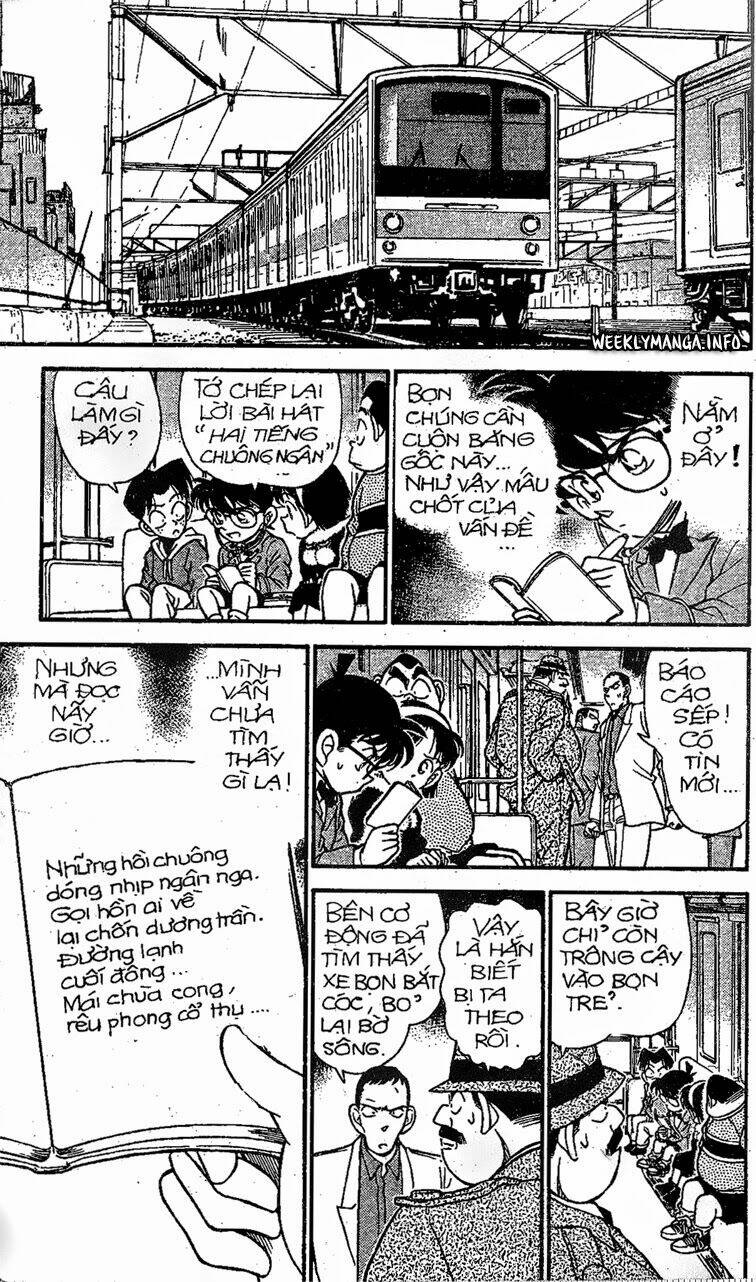 WEEKLYMANGA.INFO
NẰM
Ở
ĐÂY!
BỌN
CHÚNG CẦN
CUỘN BĂNG
GỐC NÀY...
NHƯ VẬY MẤU
CHỐT CỦA
VẤN ĐỀ
...
TỚ CHÉP LẠI
LỜI BÀI HÁT
"HAI TIẾNG
CHUÔNG NGÂN"
CẬU
LÀM GÌ
ĐẤY?
BÁO
CÁO
SẾP!
CÓ
TIN
MỚI....
...MÌNH
VẪN
CHƯA
TÌM
THẤY
GÌ LẠ!
NHƯNG
MÀ ĐỌC
NÃY
GIỜ...
Những hồi chuông
dóng nhịp ngân nga.
Gọi hồn ai về
lại chốn dương trần.
Đường lạnh
cuối đông...
Mái chùa cong,
rêu phong cổ thụ....
BÂY GIỜ
CHỈ CÒN
TRÔNG CẬY
VÀO BỌN
TRẺ.
VẬY
LÀ HẮN
BIẾT
BỊ TA
THEO
RỒI.
BÊN CƠ
ĐỘNG ĐÃ
TÌM THẤY
XE BỌN BẮT
CÓC, BỎ
LẠI BỜ
SÔNG.